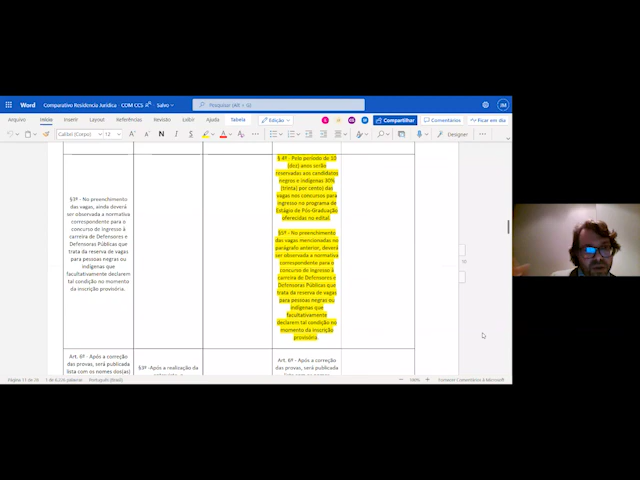 Word Comparativo Residência Jurídica COM CCS Salvo Pesquisar (Alt + G) JM
Arquivo Início Inserir Layout Referências Revisão Exibir Ajuda Tabela Edição Compartilhar Comentários Ficar em dia
Calibri (Corpo) 12 N I S Designer
§3º - No preenchimento
das vagas, ainda deverá
ser observada a normativa
correspondente para o
concurso de ingresso à
carreira de Defensores e
Defensoras Públicas que
trata da reserva de vaga
para pessoas negras ou
indígenas que
facultativamente declarem
tal condição no momento
da inscrição provisória.
§ 4º - Pelo período de 10
(dez) anos serão
reservadas aos candidatos
negros e indígenas 30%
(trinta) por cento) das
vagas nos concursos para
ingresso no programa de
Estágio de Pós-Graduação
oferecidas no edital.
- No preenchimento
das vagas mencionadas no
parágrafo anterior, deverá
ser observada a normativa
correspondente para o
concurso de ingresso à
carreira de Defensores e
Defensoras Públicas que
trata da reserva de vagas
para pessoas negras ou
indígenas que
facultativamente
declarem tal condição no
momento da inscrição
provisória.
Art. 6º - Após a correção
das provas, será publicada
lista com os nomes dos(as)
§3º -Após a realização da
Art. 6º - Após a correção
das provas, será publicada
lista com os nomes
Português (Brasil)